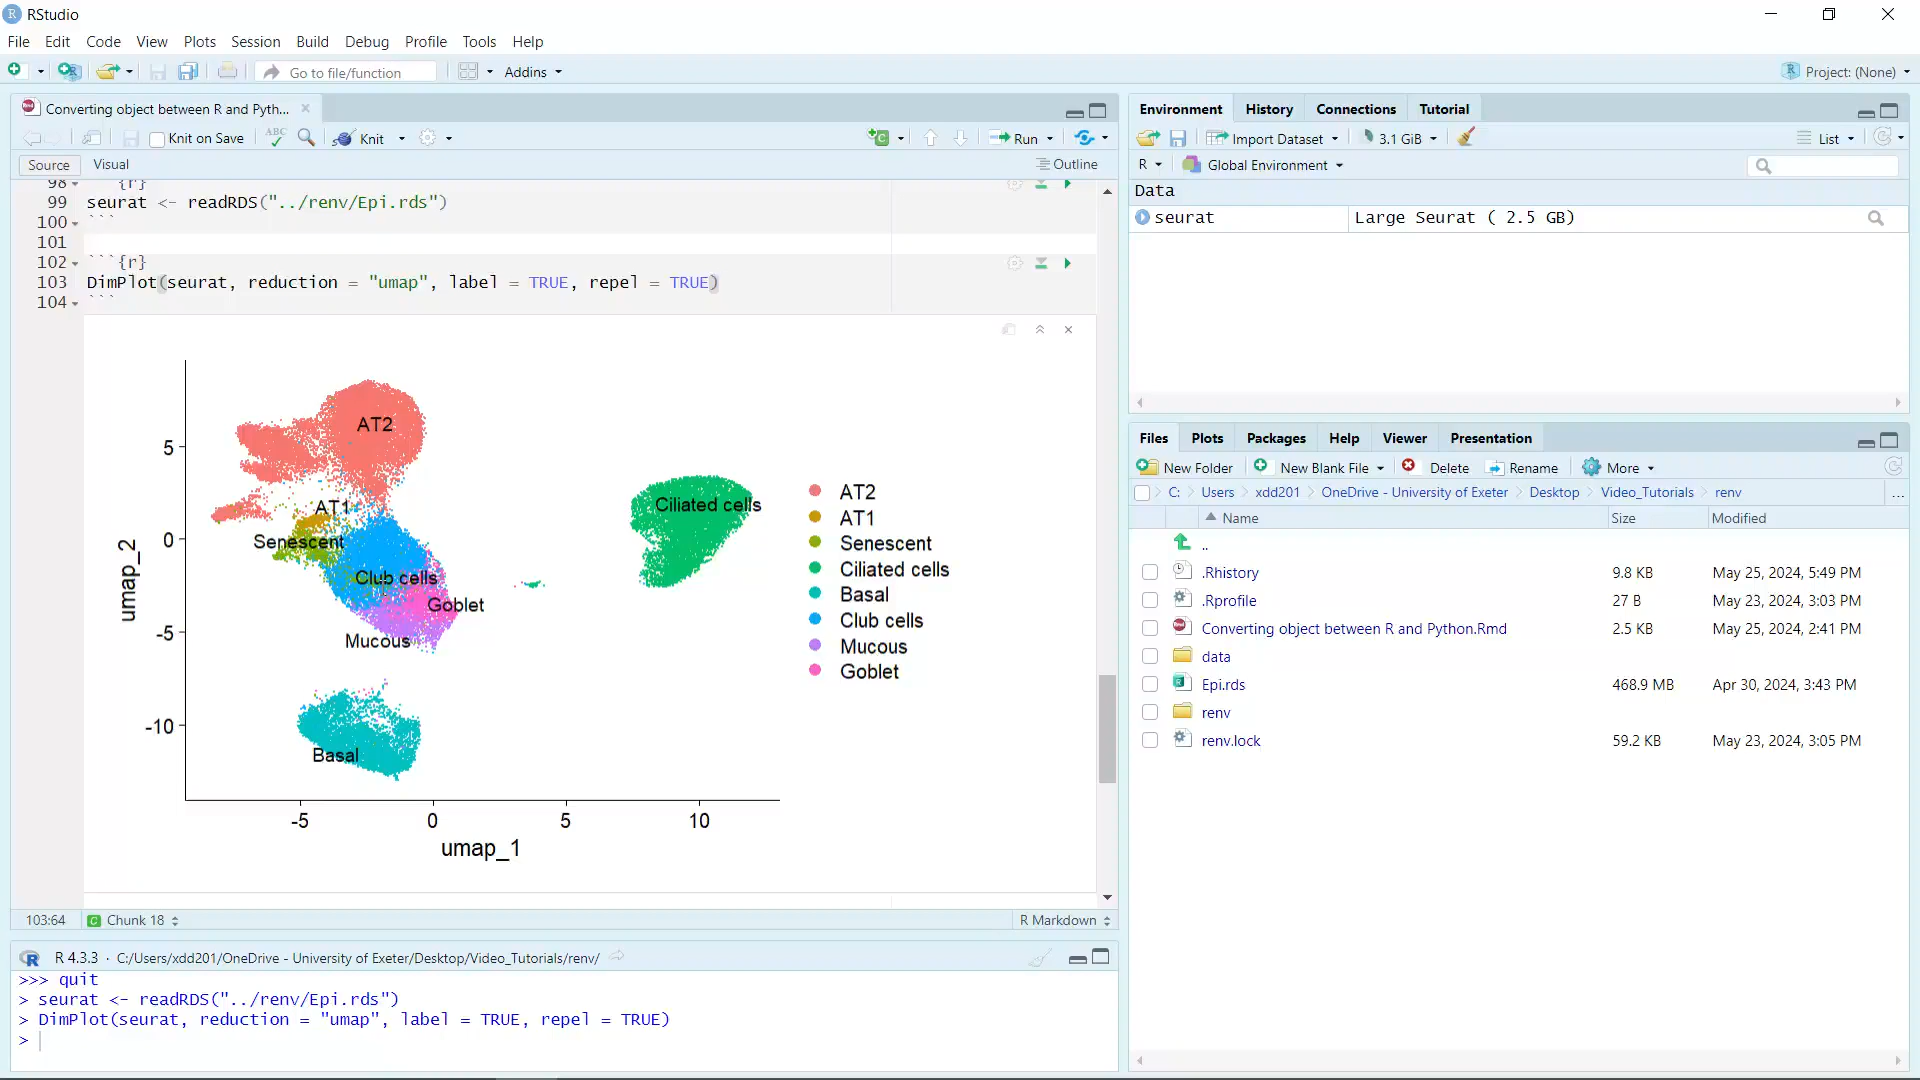 RStudio
File Edit Code View Plots Session Build Debug Profile Tools Help
Go to file/function
Addins
Project: (None)
Converting object between R and Pyth...
Knit on Save
ABC
Knit
Run
Source
Visual
Outline
98 ```{r}
99 seurat <- readRDS("../renv/Epi.rds")
100 ```
101
102 ```{r}
103 DimPlot(seurat, reduction = "umap", label = TRUE, repel = TRUE)
104 ```
AT2
AT1
Senescent
Club cells
Goblet
Mucous
Basal
Ciliated cells
5
0
-5
-10
umap_2
-5 0 5 10
umap_1
AT2
AT1
Senescent
Ciliated cells
Basal
Club cells
Mucous
Goblet
103:64
Chunk 18
R Markdown
R 4.3.3 · C:/Users/xdd201/OneDrive - University of Exeter/Desktop/Video_Tutorials/renv/
>>> quit
> seurat <- readRDS("../renv/Epi.rds")
> DimPlot(seurat, reduction = "umap", label = TRUE, repel = TRUE)
>
Environment History Connections Tutorial
Import Dataset
3.1 GiB
List
R
Global Environment
Data
seurat Large Seurat ( 2.5 GB)
Files Plots Packages Help Viewer Presentation
New Folder New Blank File Delete Rename More
C: Users xdd201 OneDrive - University of Exeter Desktop Video_Tutorials renv ...
Name Size Modified
..
.Rhistory 9.8 KB May 25, 2024, 5:49 PM
.Rprofile 27 B May 23, 2024, 3:03 PM
Converting object between R and Python.Rmd 2.5 KB May 25, 2024, 2:41 PM
data
Epi.rds 468.9 MB Apr 30, 2024, 3:43 PM
renv
renv.lock 59.2 KB May 23, 2024, 3:05 PM